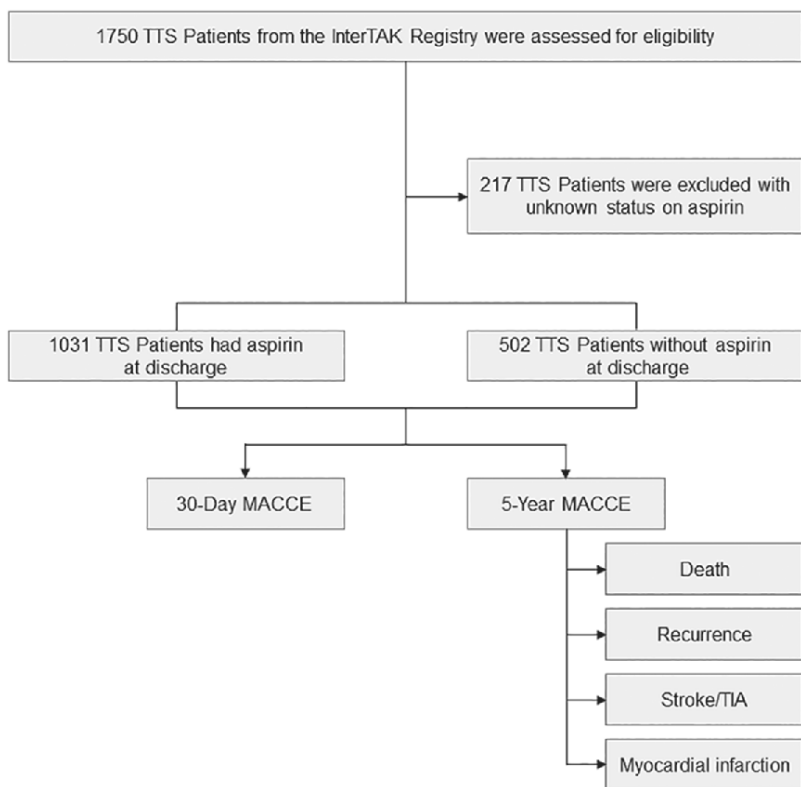 1750 TTS Patients from the InterTAK Registry were assessed for eligibility
217 TTS Patients were excluded with
unknown status on aspirin
1031 TTS Patients had aspirin
at discharge
502 TTS Patients without aspirin
at discharge
30-Day MACCE
5-Year MACCE
Death
Recurrence
Stroke/TIA
Myocardial infarction